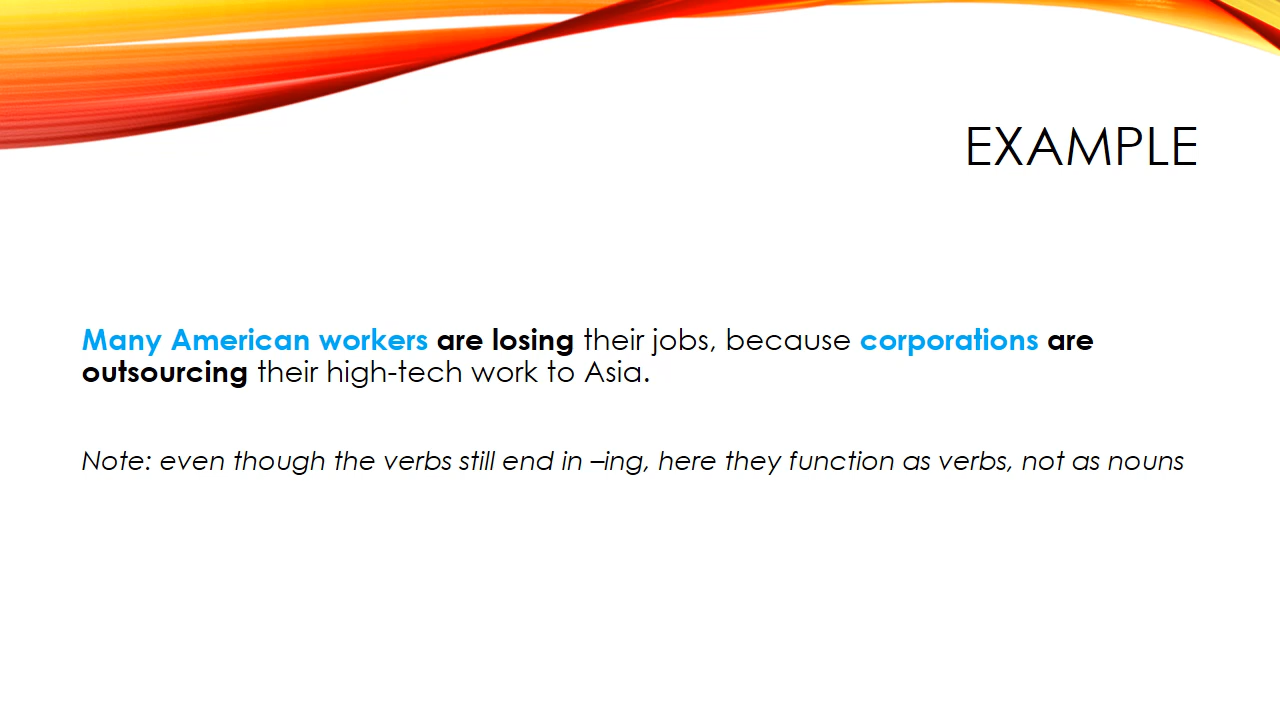 EXAMPLE
Many American workers are losing their jobs, because corporations are
outsourcing their high-tech work to Asia.
Note: even though the verbs still end in –ing, here they function as verbs, not as nouns